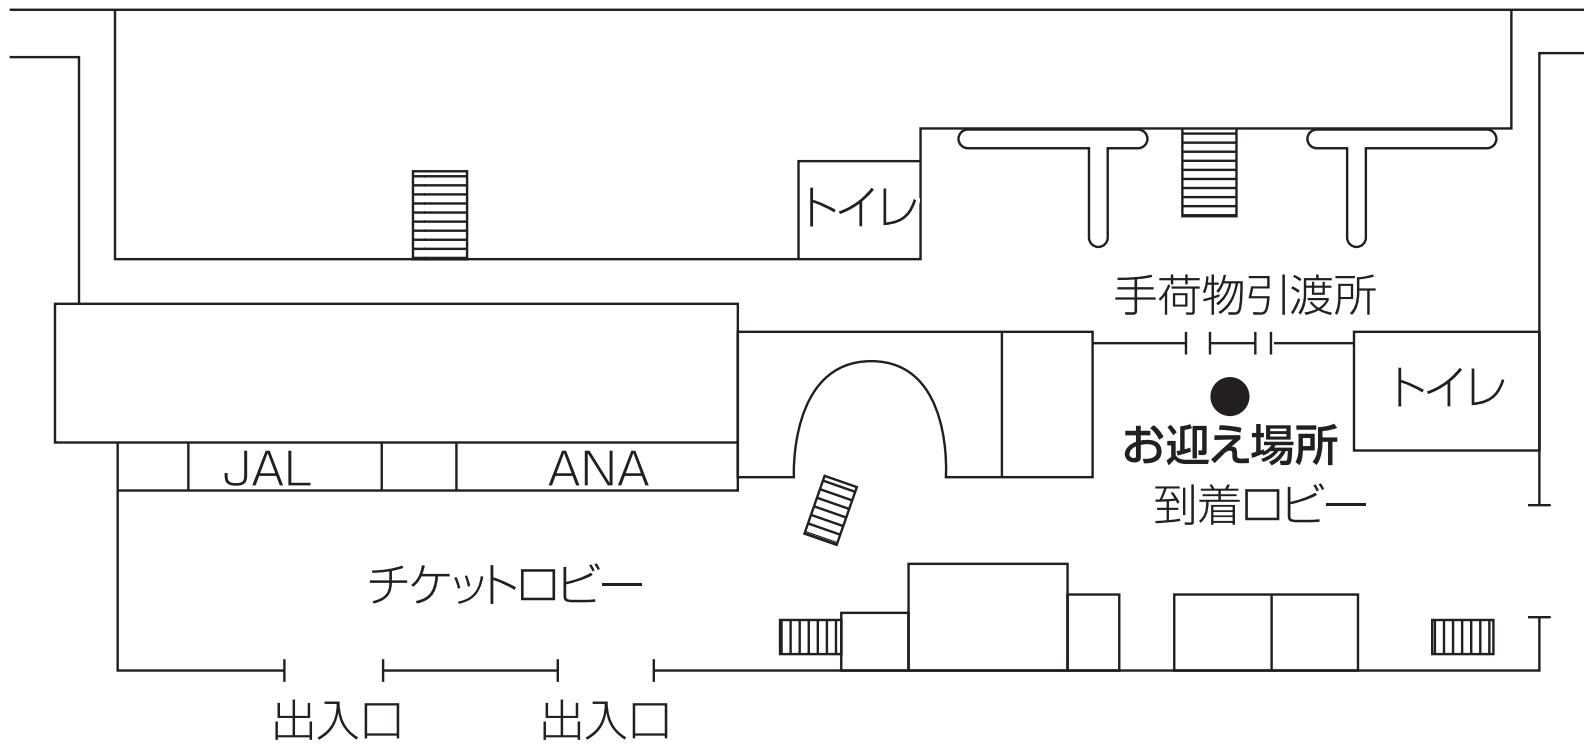 トイレ
手荷物引渡所
トイレ
お迎え場所
JAL
ANA
到着ロビー
チケットロビー
出入口
出入口